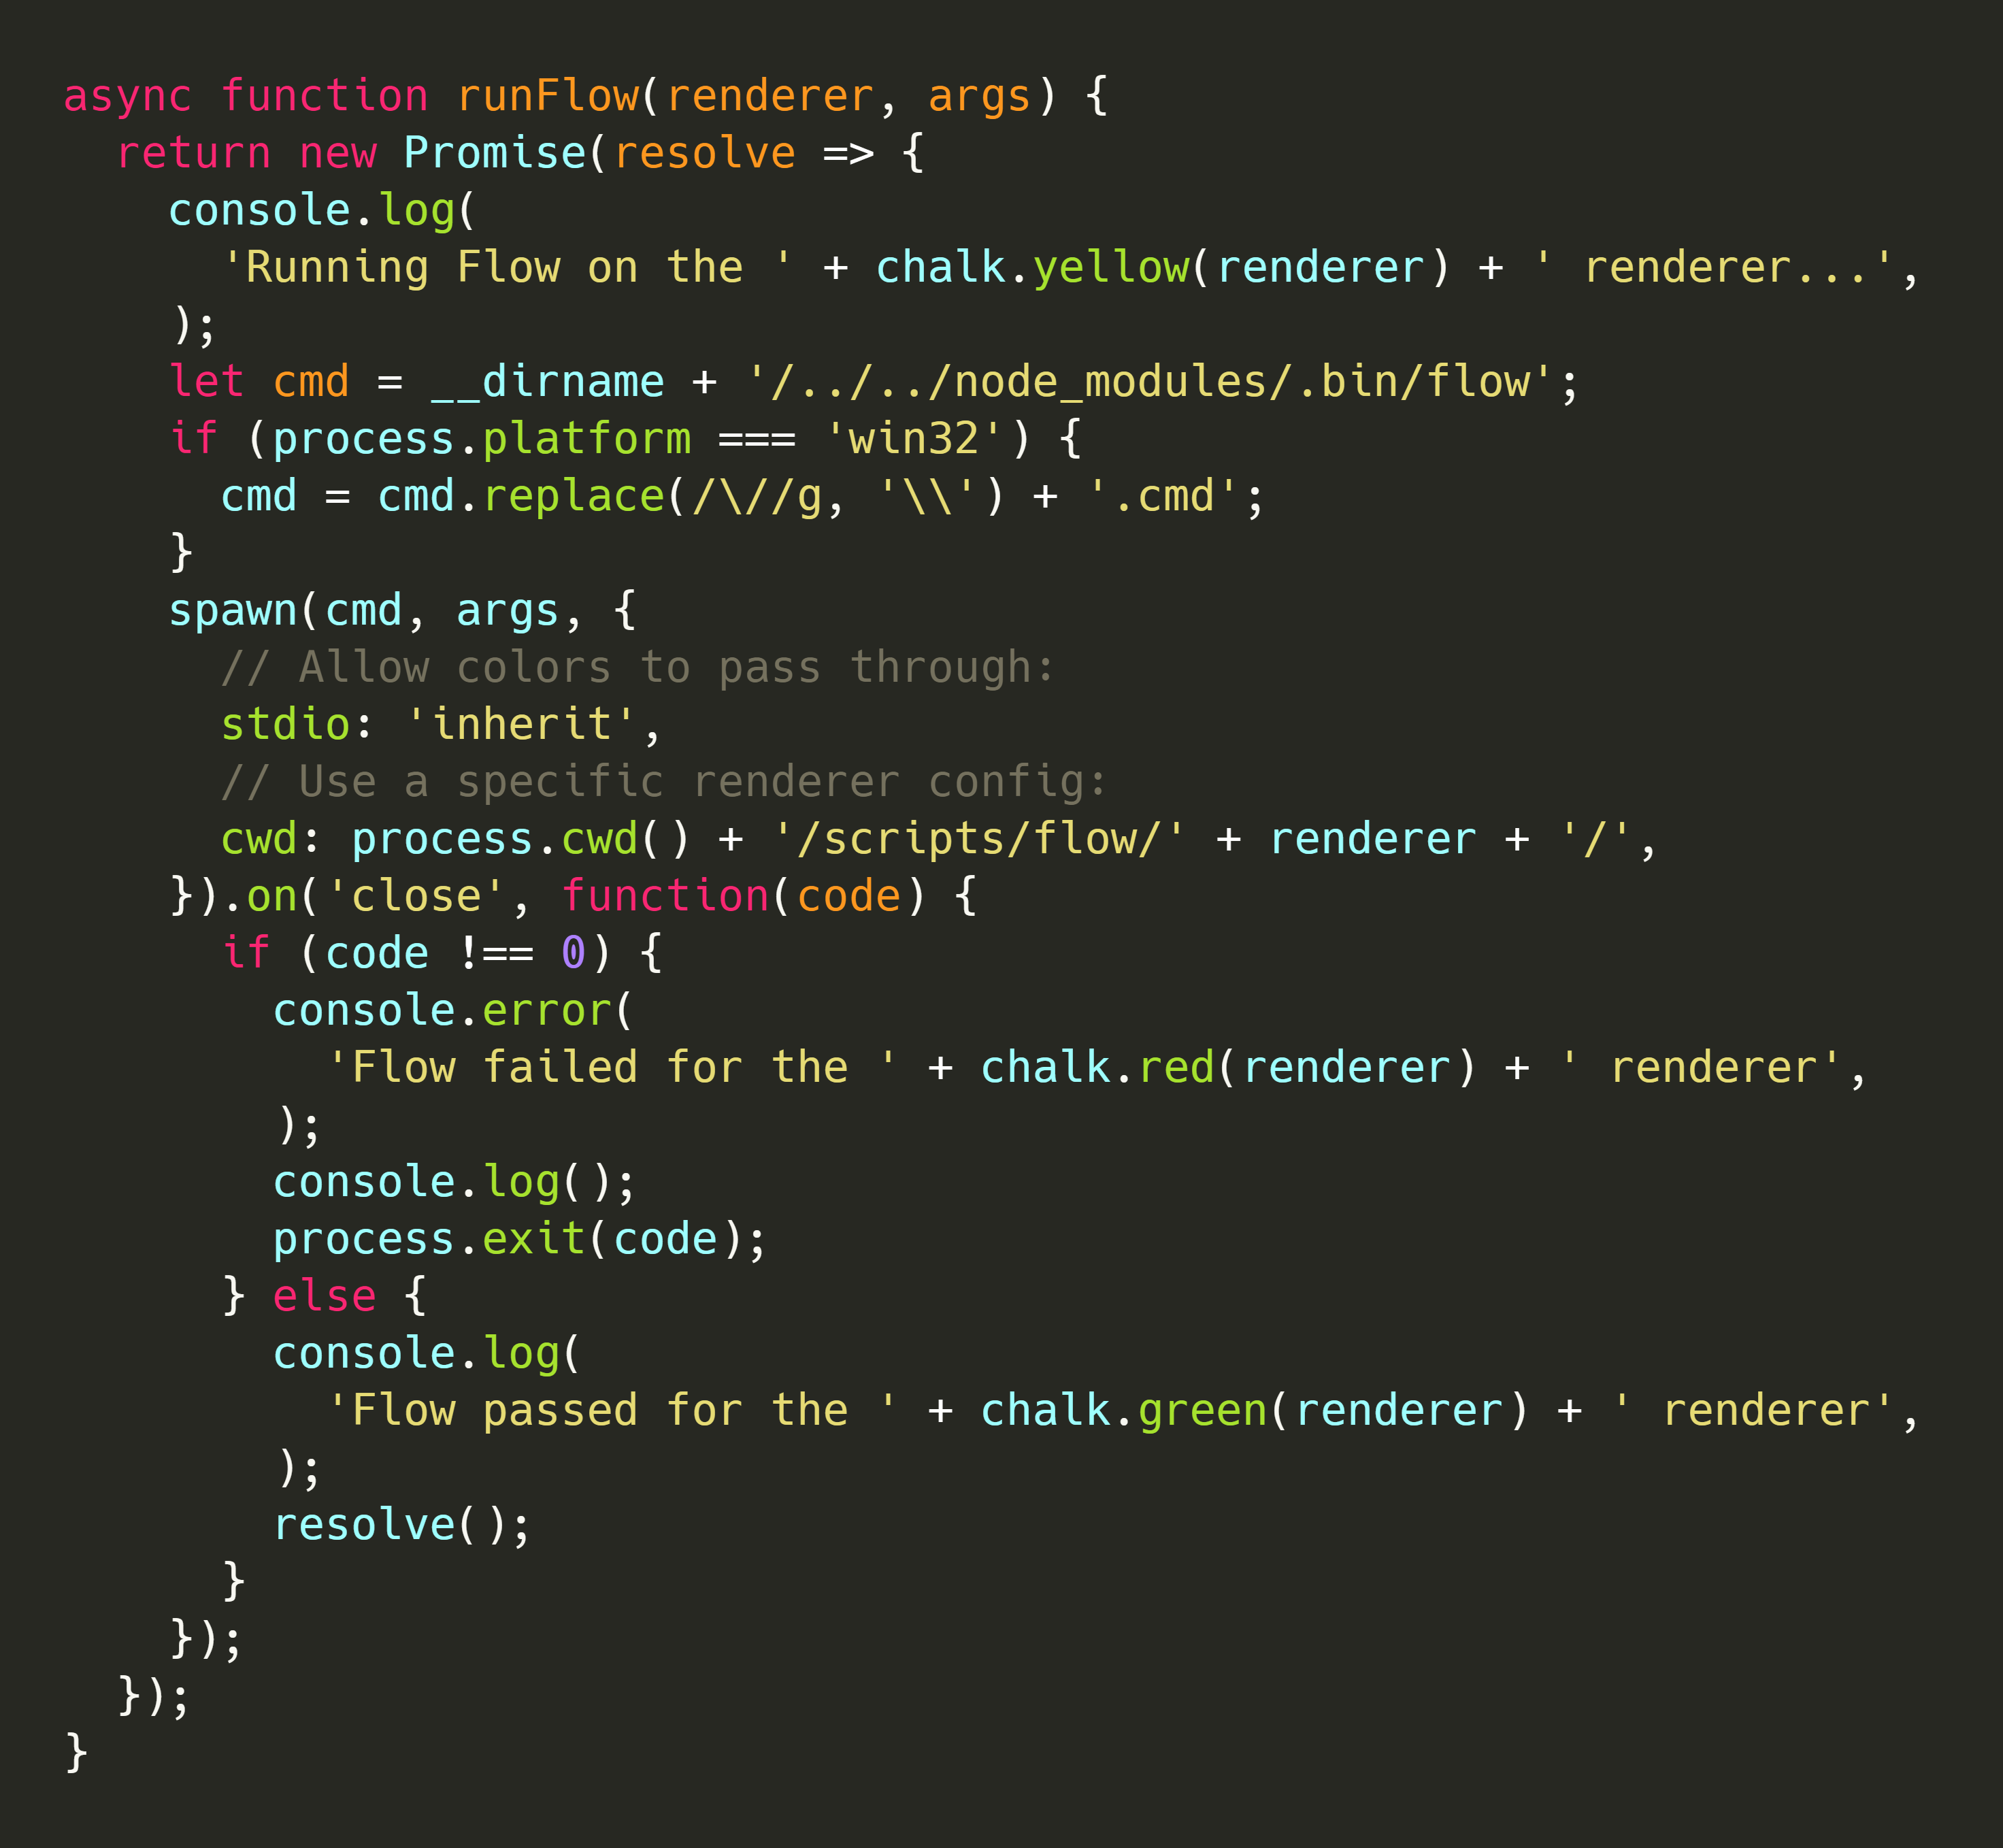 async function runFlow(renderer, args) {
  return new Promise(resolve => {
    console.log(
      'Running Flow on the ' + chalk.yellow(renderer) + ' renderer...',
    );
    let cmd = __dirname + '/../../node_modules/.bin/flow';
    if (process.platform === 'win32') {
      cmd = cmd.replace(/\//g, '\\') + '.cmd';
    }
    spawn(cmd, args, {
      // Allow colors to pass through:
      stdio: 'inherit',
      // Use a specific renderer config:
      cwd: process.cwd() + '/scripts/flow/' + renderer + '/',
    }).on('close', function(code) {
      if (code !== 0) {
        console.error(
          'Flow failed for the ' + chalk.red(renderer) + ' renderer',
        );
        console.log();
        process.exit(code);
      } else {
        console.log(
          'Flow passed for the ' + chalk.green(renderer) + ' renderer',
        );
        resolve();
      }
    });
  });
}